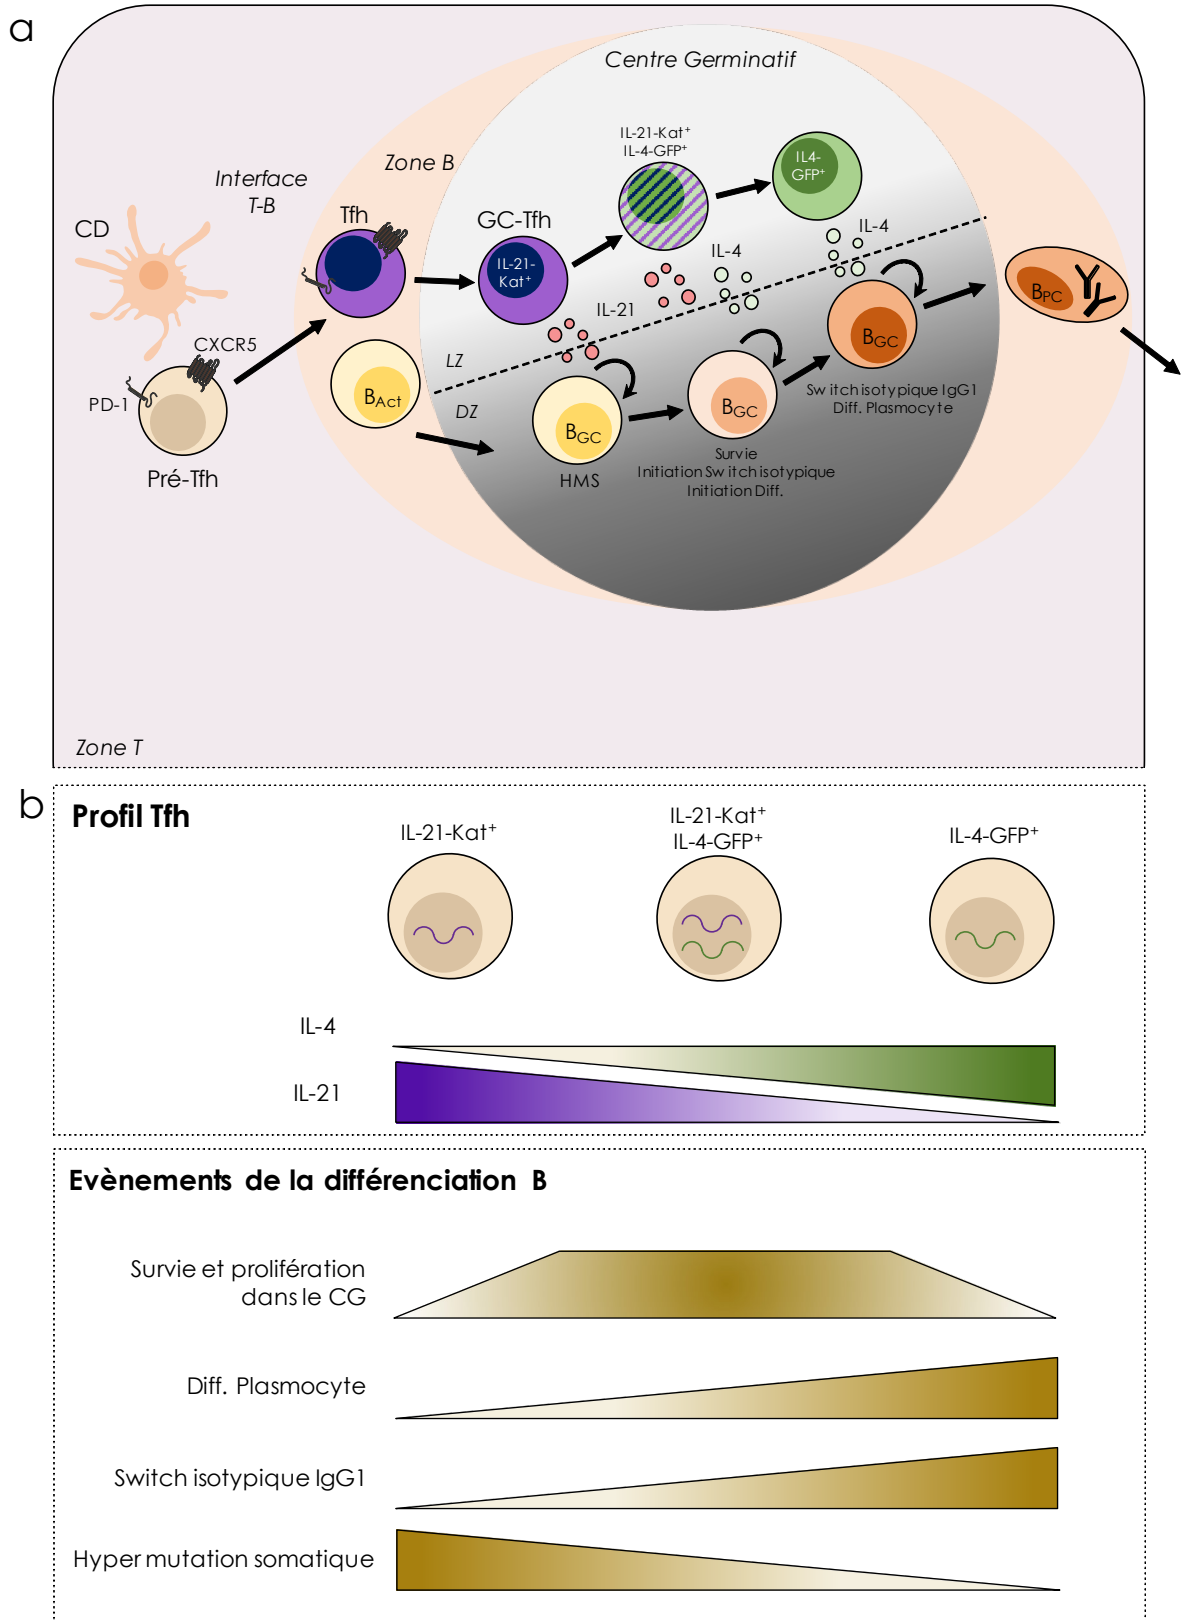 a
Centre Germinatif
IL-21-Kat⁺
IL-4-GFP⁺
IL4-
GFP⁺
Zone B
Interface
T-B
Tfh
GC-Tfh
CD
IL-21-
Kat⁺
IL-4
IL-4
IL-21
BPC
CXCR5
PD-1
BGC
LZ
BAct
DZ
BGC
BGC
Switch isotypique IgG1
Diff. Plasmocyte
Pré-Tfh
HMS
Survie
Initiation Switch isotypique
Initiation Diff.
Zone T
b
Profil Tfh
IL-21-Kat⁺
IL-21-Kat⁺
IL-4-GFP⁺
IL-4-GFP⁺
IL-4
IL-21
Evènements de la différenciation B
Survie et prolifération
dans le CG
Diff. Plasmocyte
Switch isotypique IgG1
Hyper mutation somatique